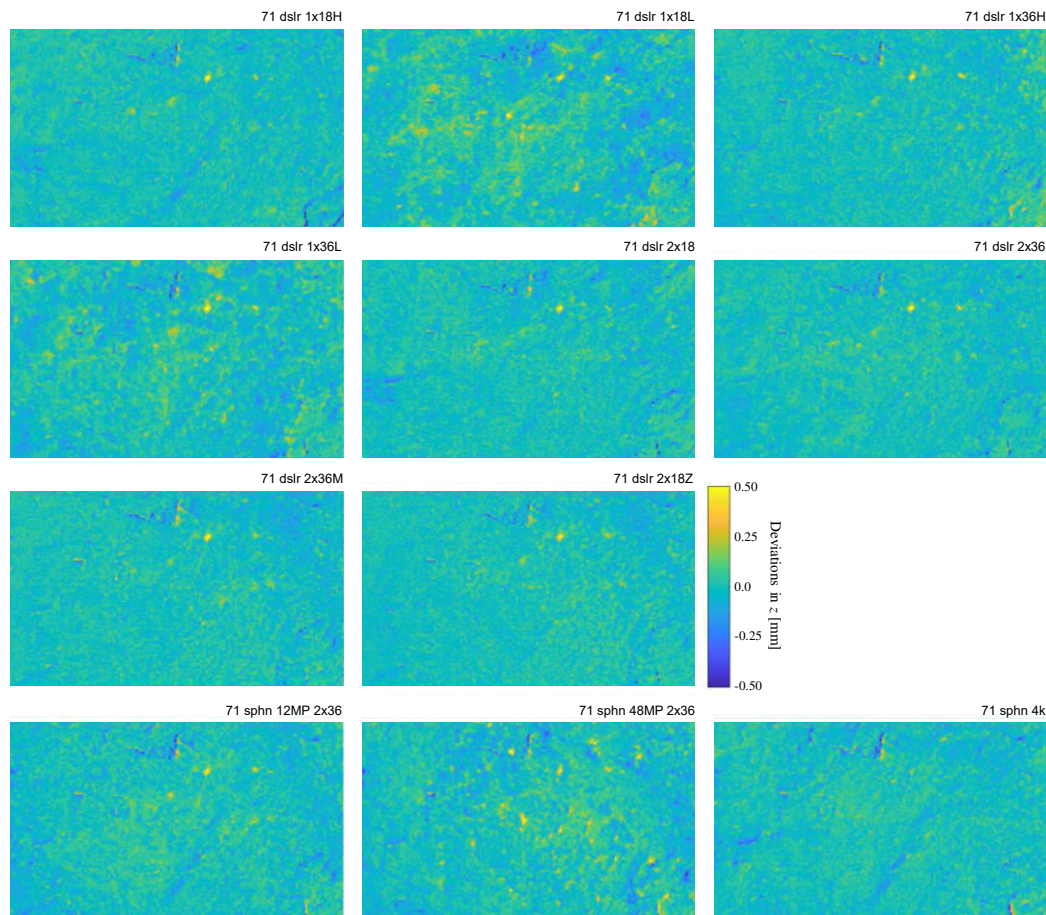 71 dslr 1x18H
71 dslr 1x18L
71 dslr 1x36H
71 dslr 1x36L
71 dslr 2x18
71 dslr 2x36
71 dslr 2x36M
71 dslr 2x18Z
0.50
0.25
0.0
-0.25
-0.50
Deviations in z [mm]
71 sphn 12MP 2x36
71 sphn 48MP 2x36
71 sphn 4k